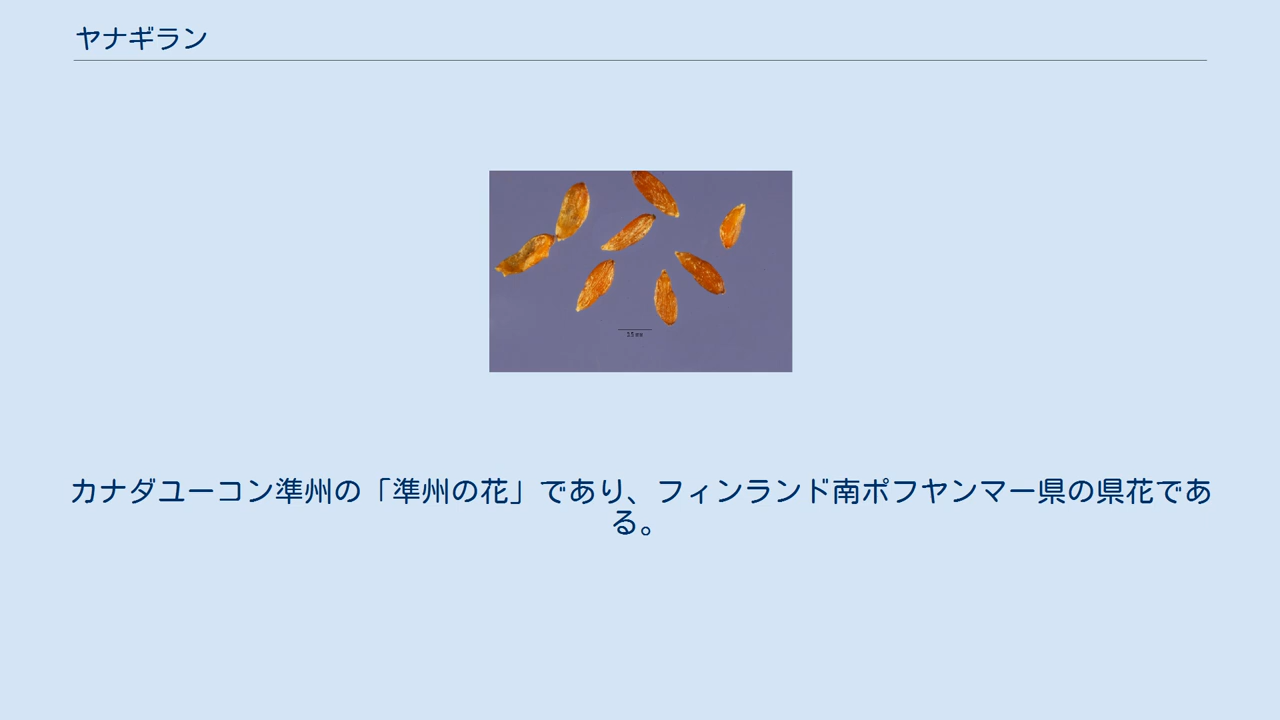 ヤナギラン
カナダユーコン準州の「準州の花」であり、フィンランド南ポフヤンマー県の県花であ
る。